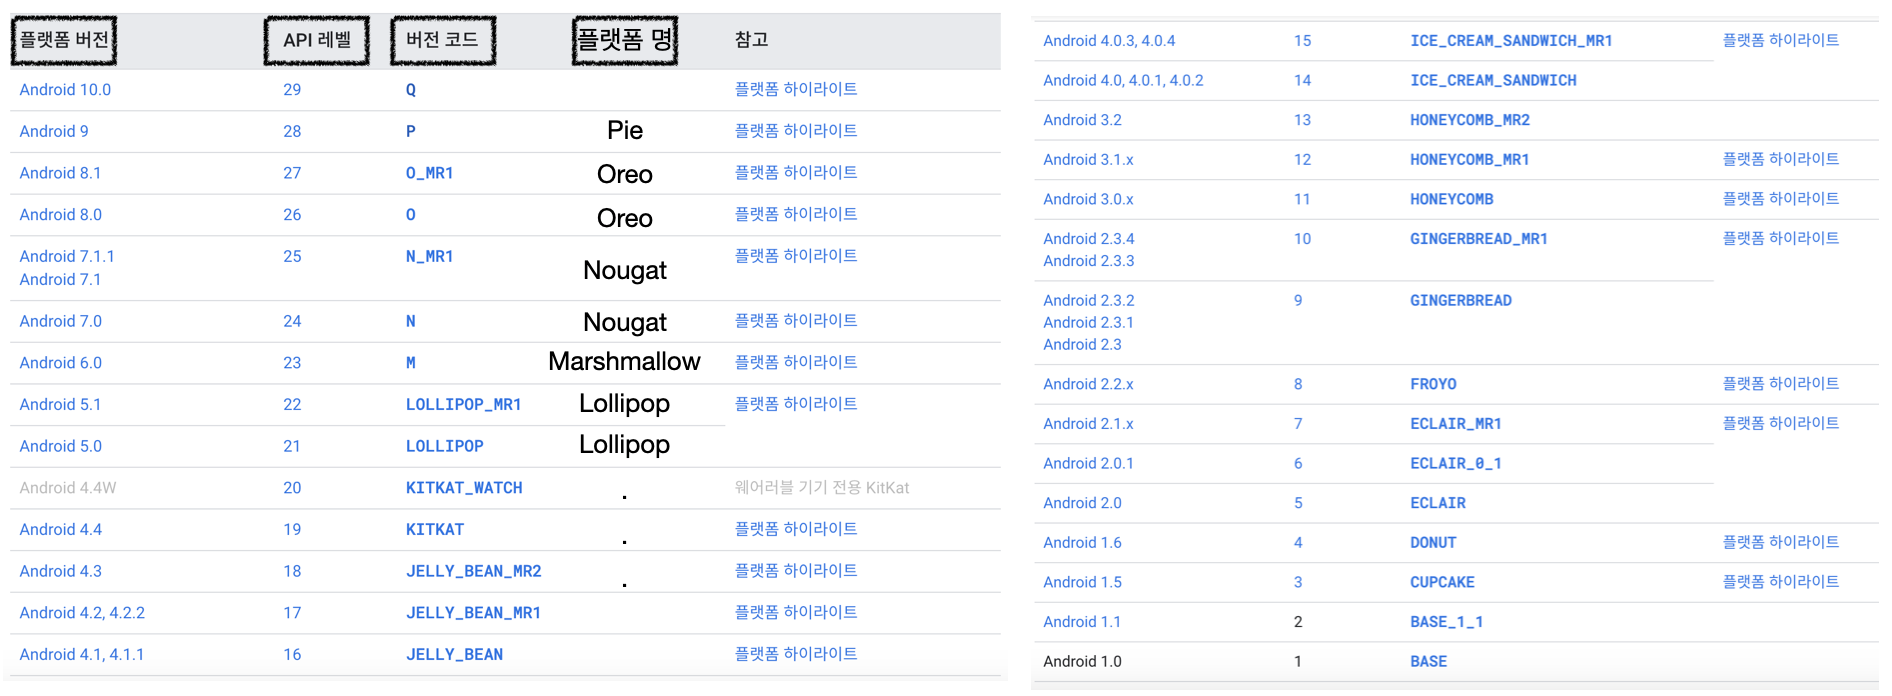 플랫폼 버전 API 레벨 버전 코드 플랫폼 명 참고
Android 10.0 29 Q 플랫폼 하이라이트
Android 9 28 P Pie 플랫폼 하이라이트
Android 8.1 27 O_MR1 Oreo 플랫폼 하이라이트
Android 8.0 26 O Oreo 플랫폼 하이라이트
Android 7.1.1 25 N_MR1 Nougat 플랫폼 하이라이트
Android 7.1
Android 7.0 24 N Nougat 플랫폼 하이라이트
Android 6.0 23 M Marshmallow 플랫폼 하이라이트
Android 5.1 22 LOLLIPOP_MR1 Lollipop 플랫폼 하이라이트
Android 5.0 21 LOLLIPOP Lollipop
Android 4.4W 20 KITKAT_WATCH . 웨어러블 기기 전용 KitKat
Android 4.4 19 KITKAT . 플랫폼 하이라이트
Android 4.3 18 JELLY_BEAN_MR2 . 플랫폼 하이라이트
Android 4.2, 4.2.2 17 JELLY_BEAN_MR1 플랫폼 하이라이트
Android 4.1, 4.1.1 16 JELLY_BEAN 플랫폼 하이라이트
Android 4.0.3, 4.0.4 15 ICE_CREAM_SANDWICH_MR1 플랫폼 하이라이트
Android 4.0, 4.0.1, 4.0.2 14 ICE_CREAM_SANDWICH
Android 3.2 13 HONEYCOMB_MR2
Android 3.1.x 12 HONEYCOMB_MR1 플랫폼 하이라이트
Android 3.0.x 11 HONEYCOMB 플랫폼 하이라이트
Android 2.3.4 10 GINGERBREAD_MR1 플랫폼 하이라이트
Android 2.3.3
Android 2.3.2 9 GINGERBREAD
Android 2.3.1
Android 2.3
Android 2.2.x 8 FROYO 플랫폼 하이라이트
Android 2.1.x 7 ECLAIR_MR1 플랫폼 하이라이트
Android 2.0.1 6 ECLAIR_0_1
Android 2.0 5 ECLAIR
Android 1.6 4 DONUT 플랫폼 하이라이트
Android 1.5 3 CUPCAKE 플랫폼 하이라이트
Android 1.1 2 BASE_1_1
Android 1.0 1 BASE